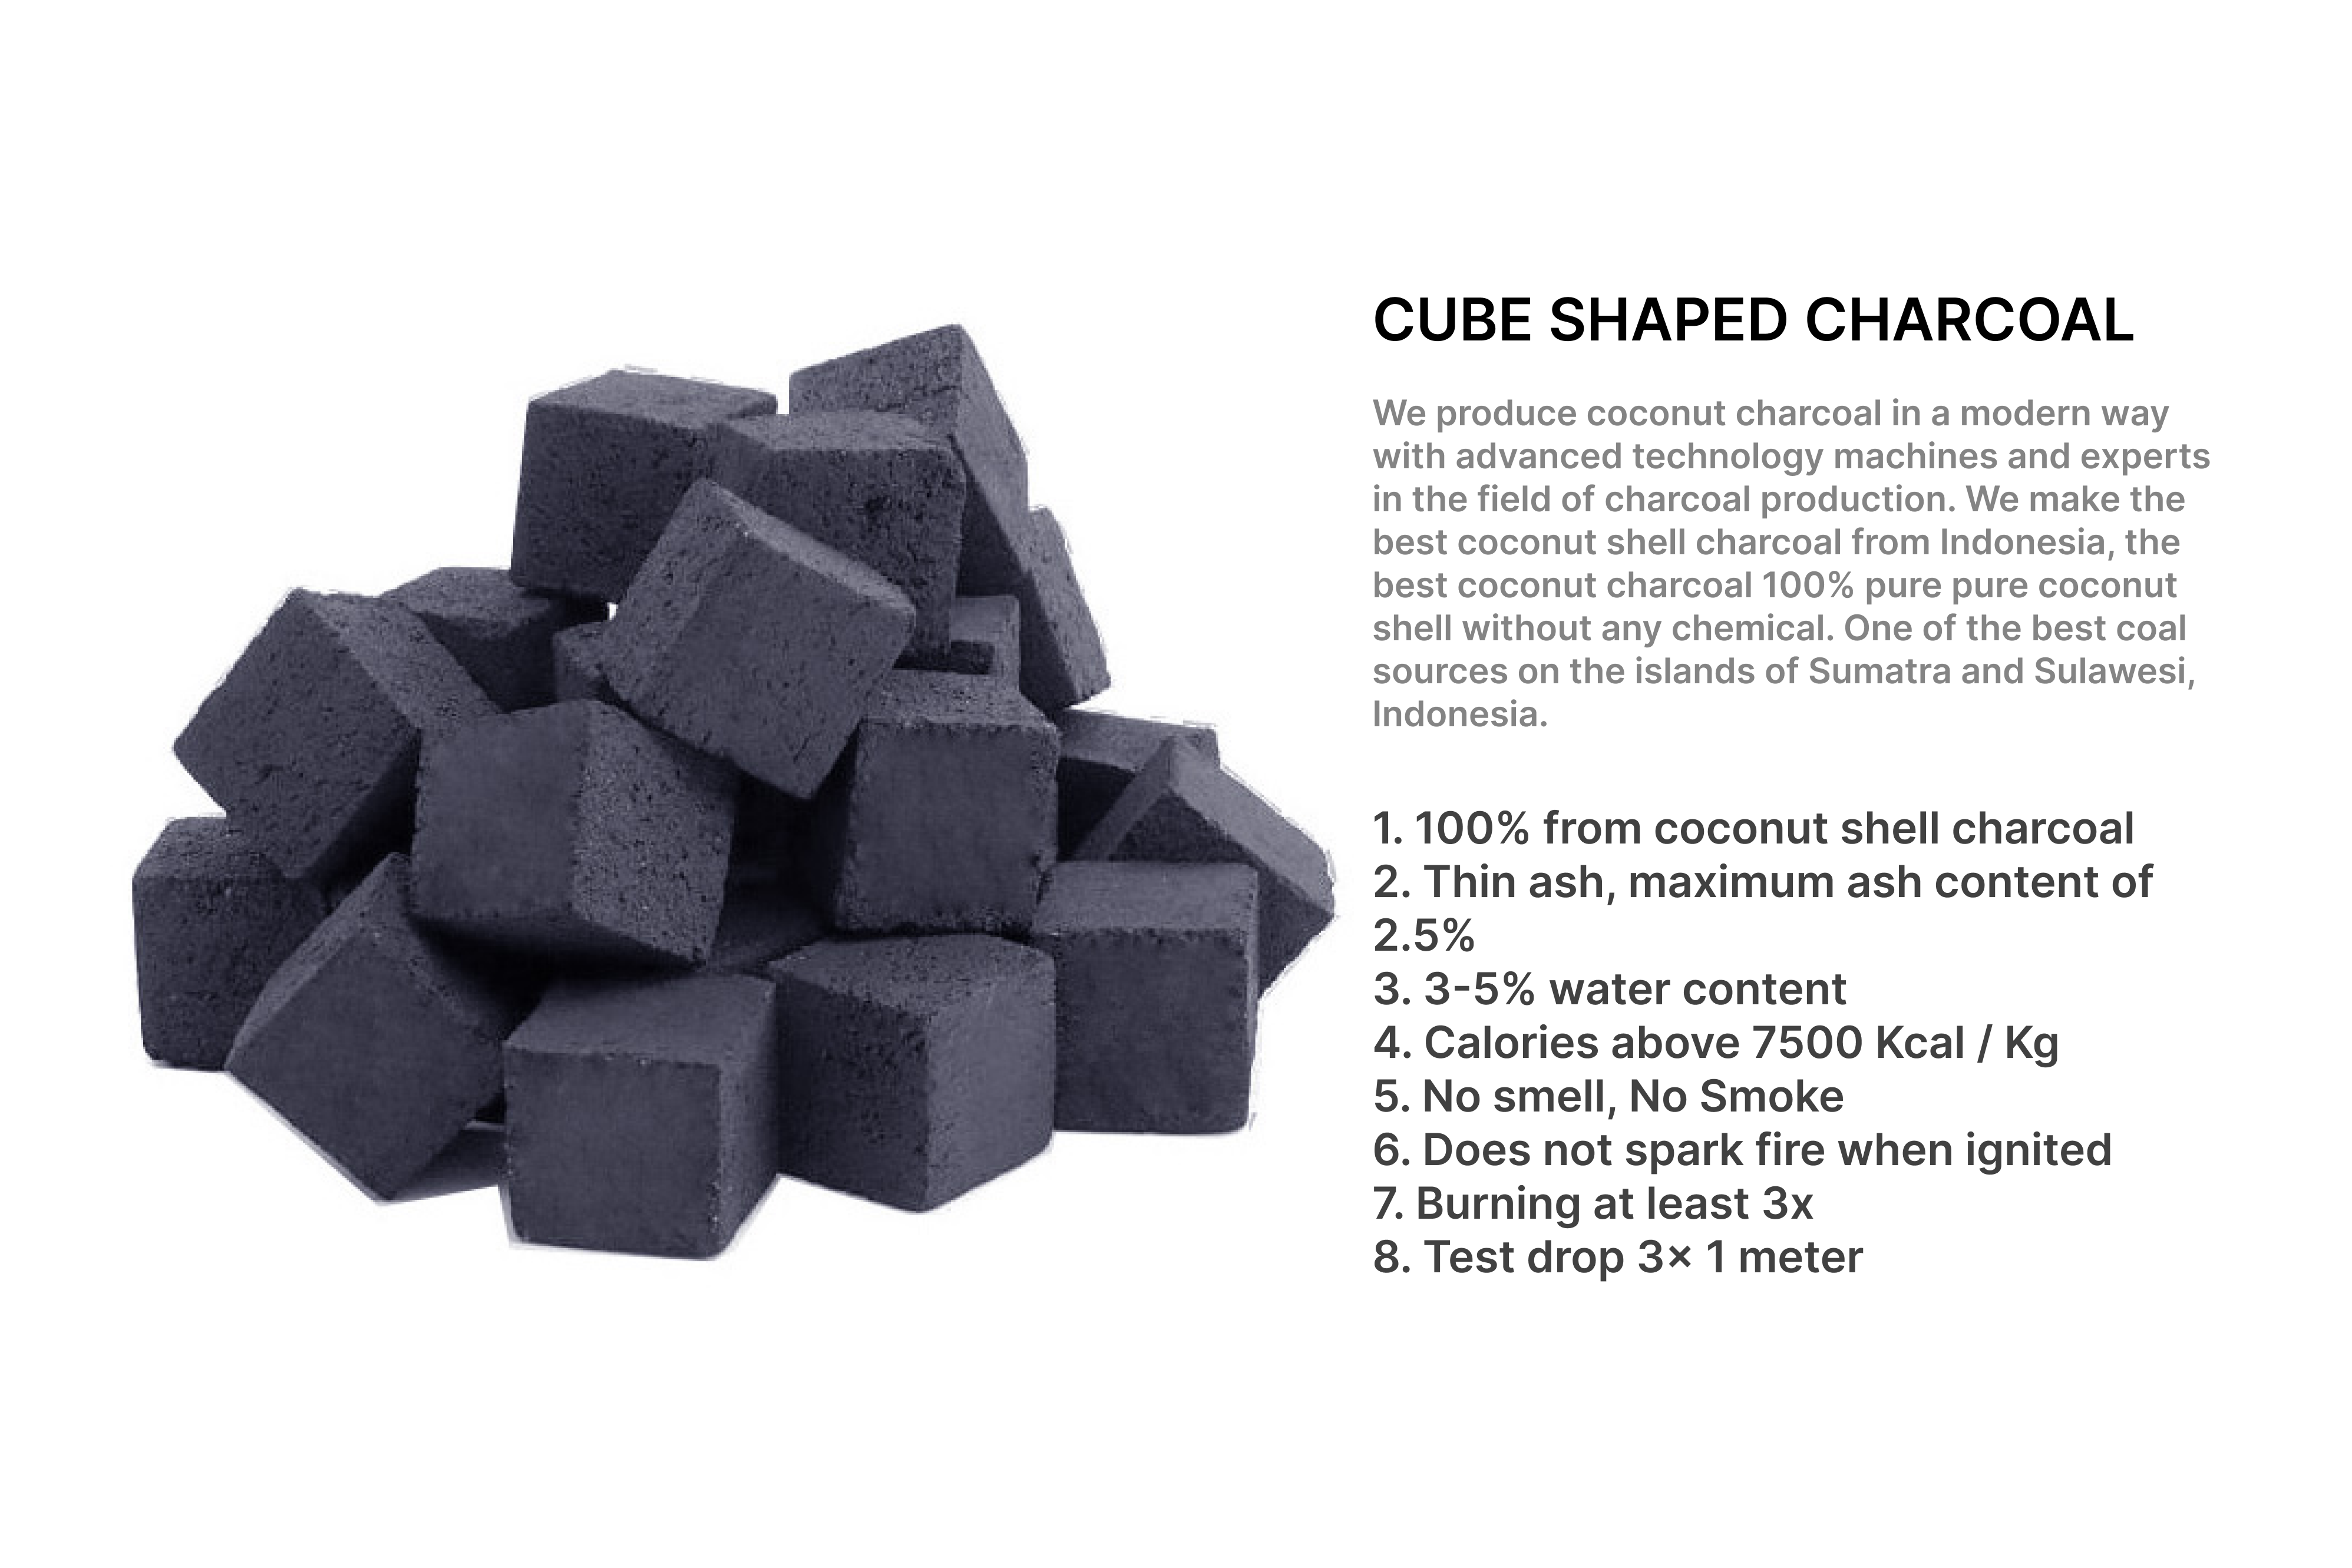 CUBE SHAPED CHARCOAL
We produce coconut charcoal in a modern way
with advanced technology machines and experts
in the field of charcoal production. We make the
best coconut shell charcoal from Indonesia, the
best coconut charcoal 100% pure pure coconut
shell without any chemical. One of the best coal
sources on the islands of Sumatra and Sulawesi,
Indonesia.
1. 100% from coconut shell charcoal
2. Thin ash, maximum ash content of
2.5%
3. 3-5% water content
4. Calories above 7500 Kcal / Kg
5. No smell, No Smoke
6. Does not spark fire when ignited
7. Burning at least 3x
8. Test drop 3× 1 meter